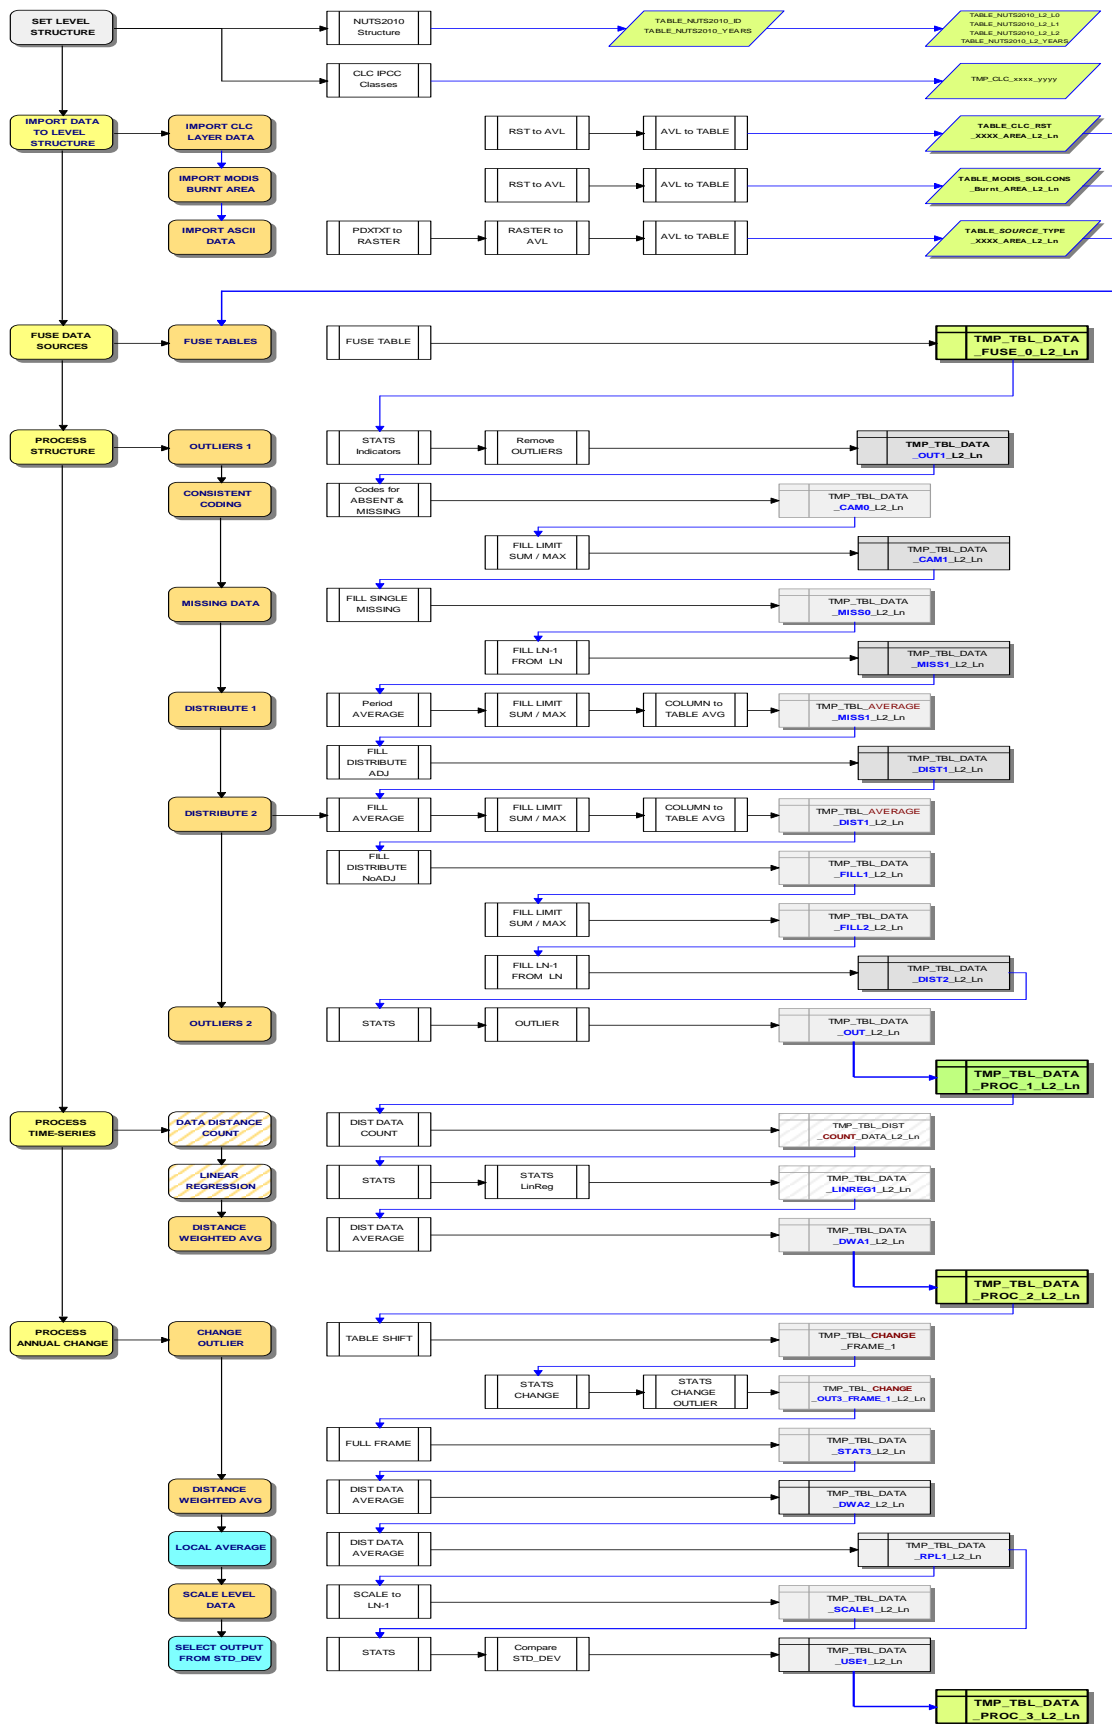 SET LEVEL
STRUCTURE
NUTS2010
Structure
TABLE_NUTS2010_ID
TABLE_NUTS2010_YEARS
TABLE_NUTS2010_L2_L0
TABLE_NUTS2010_L2_L1
TABLE_NUTS2010_L2_L2
TABLE_NUTS2010_L2_YEARS
CLC IPCC
Classes
TMP_CLC_xxxx_yyyy
IMPORT DATA
TO LEVEL
STRUCTURE
IMPORT CLC
LAYER DATA
RST to AVL
AVL to TABLE
TABLE_CLC_RST
_XXXX_AREA_L2_Ln
IMPORT MODIS
BURNT AREA
RST to AVL
AVL to TABLE
TABLE_MODIS_SOILCONS
_Burnt_AREA_L2_Ln
IMPORT ASCII
DATA
PDXTXT to
RASTER
RASTER to
AVL
AVL to TABLE
TABLE_SOURCE_TYPE
_XXXX_AREA_L2_Ln
FUSE DATA
SOURCES
FUSE TABLES
FUSE TABLE
TMP_TBL_DATA
_FUSE_0_L2_Ln
PROCESS
STRUCTURE
OUTLIERS 1
STATS
Indicators
Remove
OUTLIERS
TMP_TBL_DATA
_OUT1_L2_Ln
CONSISTENT
CODING
Codes for
ABSENT &
MISSING
TMP_TBL_DATA
_CAM0_L2_Ln
FILL LIMIT
SUM / MAX
TMP_TBL_DATA
_CAM1_L2_Ln
MISSING DATA
FILL SINGLE
MISSING
TMP_TBL_DATA
_MISS0_L2_Ln
FILL LN-1
FROM LN
TMP_TBL_DATA
_MISS1_L2_Ln
DISTRIBUTE 1
Period
AVERAGE
FILL LIMIT
SUM / MAX
COLUMN to
TABLE AVG
TMP_TBL_AVERAGE
_MISS1_L2_Ln
FILL
DISTRIBUTE
ADJ
TMP_TBL_DATA
_DIST1_L2_Ln
DISTRIBUTE 2
FILL
AVERAGE
FILL LIMIT
SUM / MAX
COLUMN to
TABLE AVG
TMP_TBL_AVERAGE
_DIST1_L2_Ln
FILL
DISTRIBUTE
NoADJ
TMP_TBL_DATA
_FILL1_L2_Ln
FILL LIMIT
SUM / MAX
TMP_TBL_DATA
_FILL2_L2_Ln
FILL LN-1
FROM LN
TMP_TBL_DATA
_DIST2_L2_Ln
OUTLIERS 2
STATS
OUTLIER
TMP_TBL_DATA
_OUT_L2_Ln
TMP_TBL_DATA
_PROC_1_L2_Ln
PROCESS
TIME-SERIES
DATA DISTANCE
COUNT
DIST DATA
COUNT
TMP_TBL_DIST
_COUNT_DATA_L2_Ln
LINEAR
REGRESSION
STATS
STATS
LinReg
TMP_TBL_DATA
_LINREG1_L2_Ln
DISTANCE
WEIGHTED AVG
DIST DATA
AVERAGE
TMP_TBL_DATA
_DWA1_L2_Ln
TMP_TBL_DATA
_PROC_2_L2_Ln
PROCESS
ANNUAL CHANGE
CHANGE
OUTLIER
TABLE SHIFT
TMP_TBL_CHANGE
_FRAME_1
STATS
CHANGE
STATS
CHANGE
OUTLIER
TMP_TBL_CHANGE
_OUT3_FRAME_1_L2_Ln
FULL FRAME
TMP_TBL_DATA
_STAT3_L2_Ln
DISTANCE
WEIGHTED AVG
DIST DATA
AVERAGE
TMP_TBL_DATA
_DWA2_L2_Ln
LOCAL AVERAGE
DIST DATA
AVERAGE
TMP_TBL_DATA
_RPL1_L2_Ln
SCALE LEVEL
DATA
SCALE to
LN-1
TMP_TBL_DATA
_SCALE1_L2_Ln
SELECT OUTPUT
FROM STD_DEV
STATS
Compare
STD_DEV
TMP_TBL_DATA
_USE1_L2_Ln
TMP_TBL_DATA
_PROC_3_L2_Ln